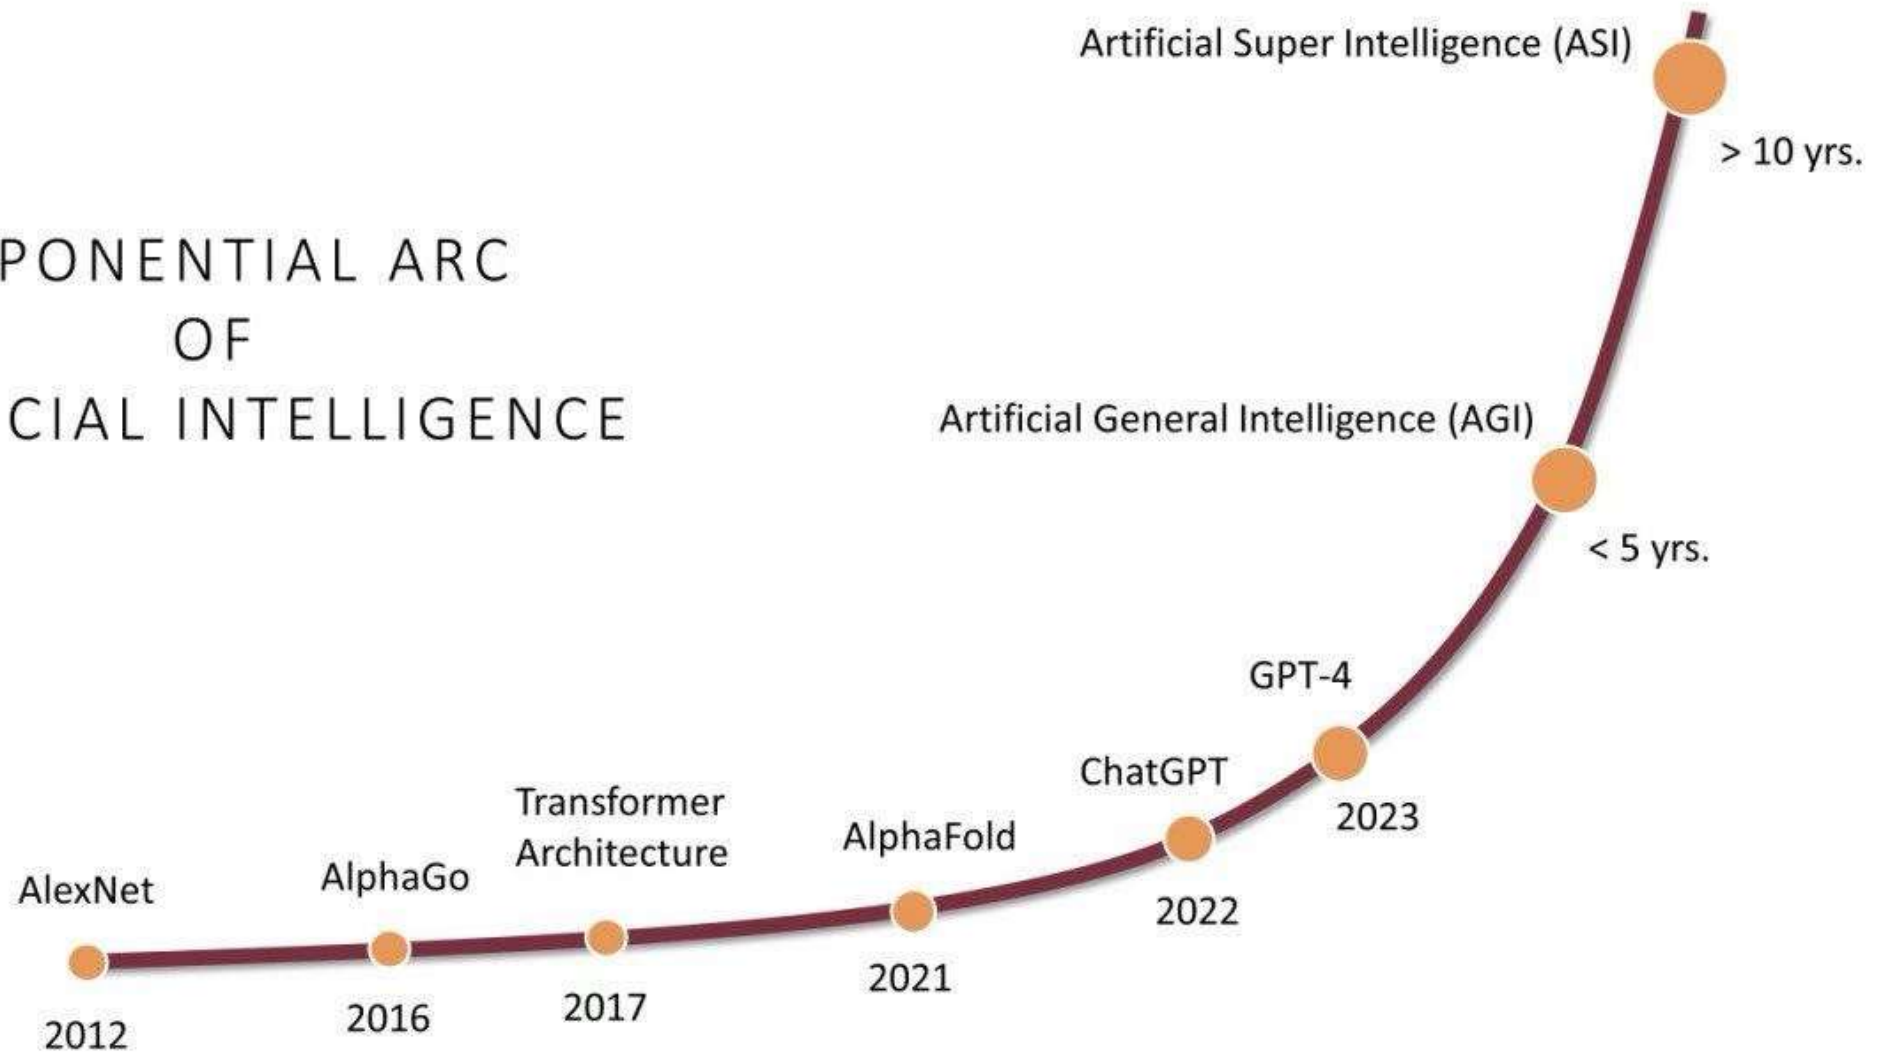 Artificial Super Intelligence (ASI)
> 10 yrs.
PONENTIAL ARC
OF
CIAL INTELLIGENCE
Artificial General Intelligence (AGI)
< 5 yrs.
GPT-4
2023
ChatGPT
2022
Transformer
Architecture
2017
AlphaFold
2021
AlphaGo
2016
AlexNet
2012